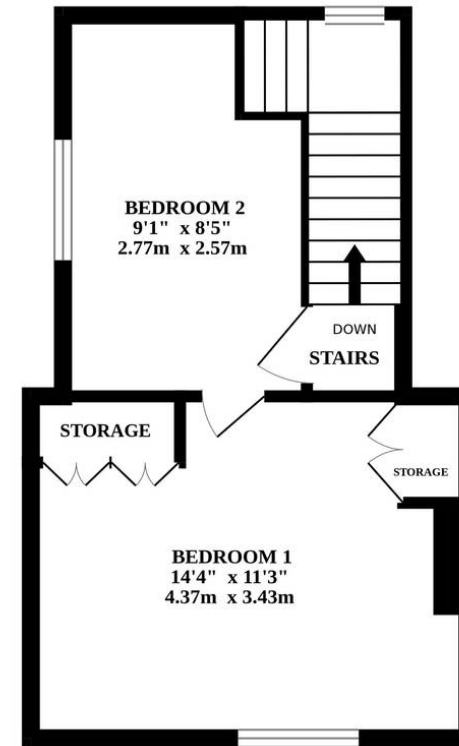 BEDROOM 2
9'1" x 8'5"
2.77m x 2.57m
DOWN
STAIRS
STORAGE
STORAGE
BEDROOM 1
14'4" x 11'3"
4.37m x 3.43m